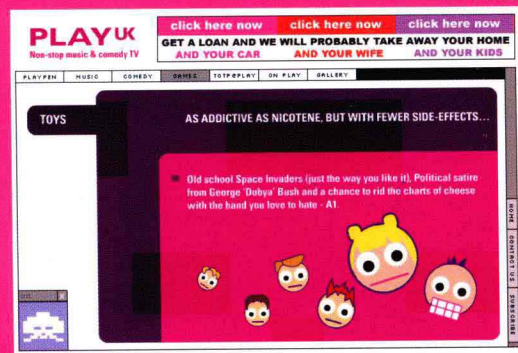 PLAY UK
Non-stop music & comedy TV
click here now click here now click here now
GET A LOAN AND WE WILL PROBABLY TAKE AWAY YOUR HOME
AND YOUR CAR AND YOUR WIFE AND YOUR KIDS
PLAYPEN MUSIC COMEDY GAMES TOTP@PLAY ON PLAY GALLERY
TOYS
AS ADDICTIVE AS NICOTENE, BUT WITH FEWER SIDE-EFFECTS...
Old school Space Invaders (just the way you like it), Political satire
from George 'Dubya' Bush and a chance to rid the charts of cheese
with the band you love to hate - A1.
HOME
CONTACT US
SUBSCRIBE
X